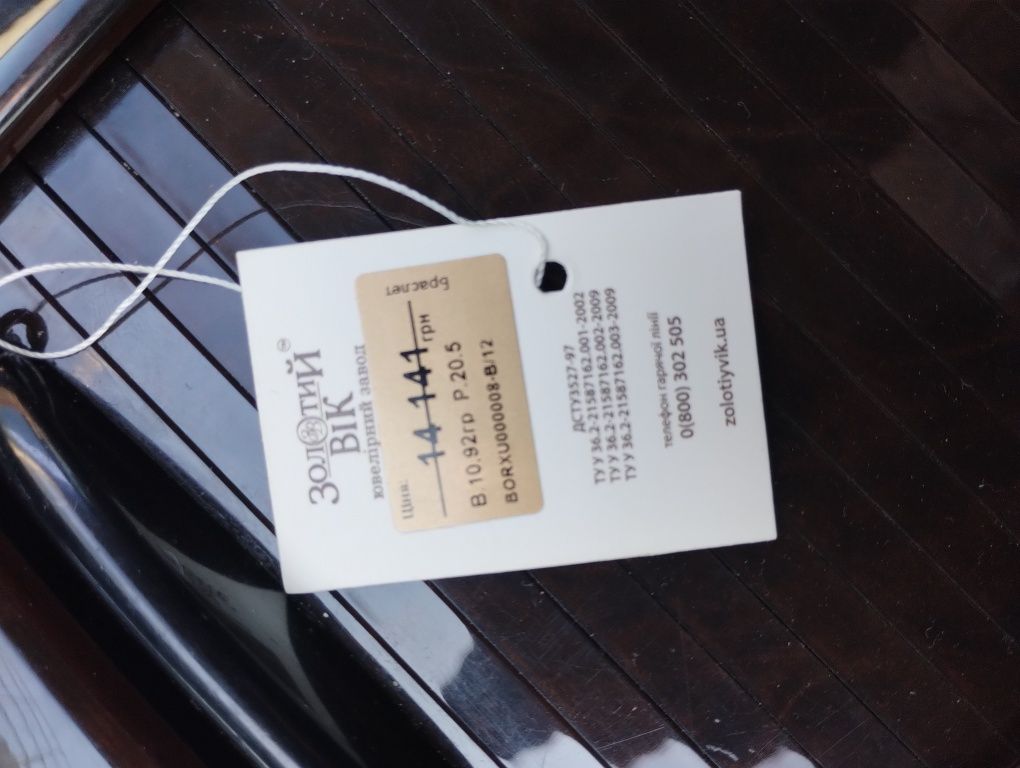 ЗОЛОТИЙ
ВІК
ювелірний завод
Браслет
Ціна:
14 141 грн
В.10.92гр Р.20.5
BORXU000008-B/12
ДСТУ3527-97
ТУ У 36.2-21587162.001-2002
ТУ У 36.2-21587162.002-2009
ТУ У 36.2-21587162.003-2009
телефон гарячої лінії
0(800) 302 505
zolotiyvik.ua